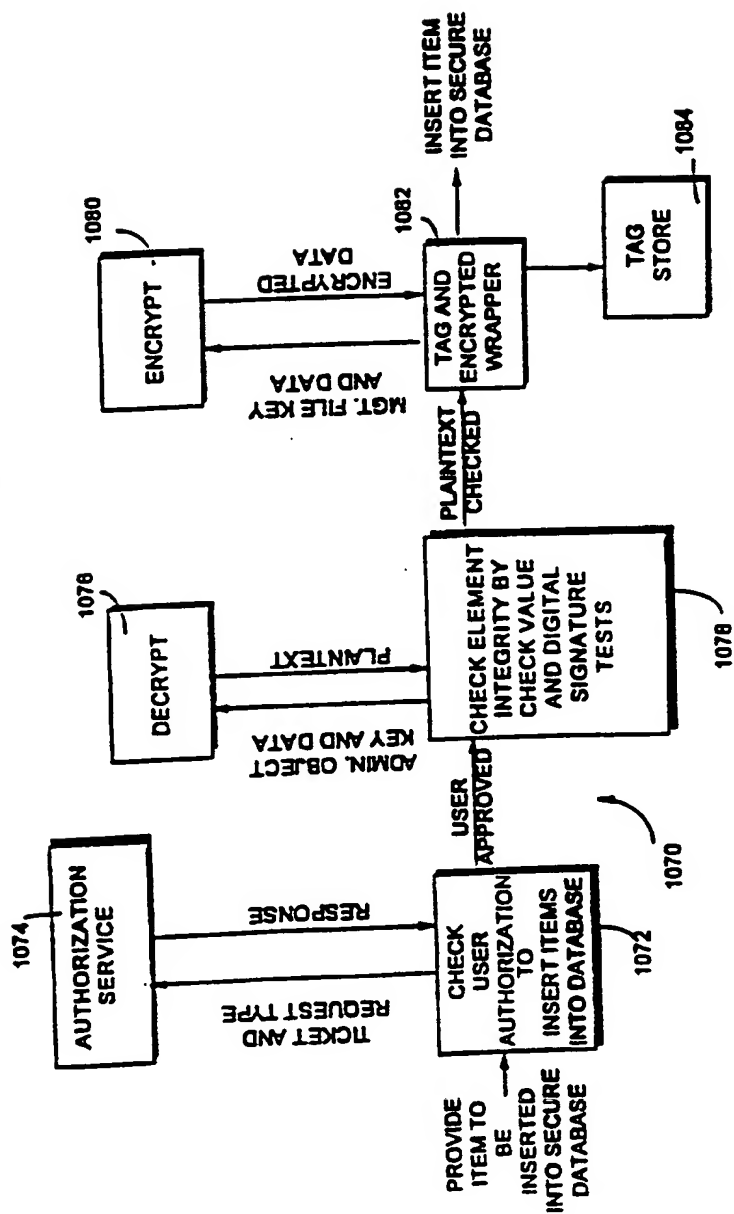 PROVIDE
ITEM TO
BE
INSERTED
INTO SECURE
DATABASE
1074
AUTHORIZATION
SERVICE
TICKET AND
REQUEST TYPE
RESPONSE
CHECK
USER
AUTHORIZATION
TO
INSERT ITEMS
INTO DATABASE
1072
1070
USER
APPROVED
1076
DECRYPT
ADMIN. OBJECT
KEY AND DATA
PLAINTEXT
CHECK ELEMENT
INTEGRITY BY
CHECK VALUE
AND DIGITAL
SIGNATURE
TESTS
1078
PLAINTEXT
CHECKED
1080
ENCRYPT
MGT. FILE KEY
AND DATA
ENCRYPTED
DATA
1082
TAG AND
ENCRYPTED
WRAPPER
INSERT ITEM
INTO SECURE
DATABASE
TAG
STORE
1084